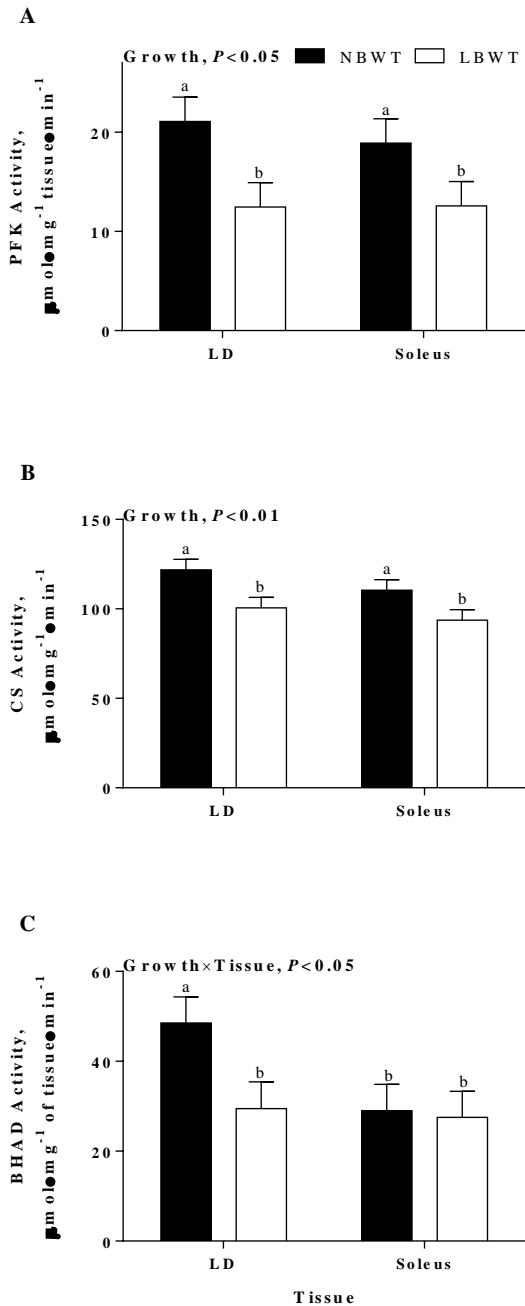 A
Growth, P<0.05 NBWT LBWT
PFK Activity,
μmol●mg⁻¹ tissue●min⁻¹
20
10
0
a
b
a
b
LD Soleus
B
Growth, P<0.01
CS Activity,
μmol●mg⁻¹●min⁻¹
150
100
50
0
a
b
a
b
LD Soleus
C
Growth×Tissue, P<0.05
BHAD Activity,
μmol●mg⁻¹ of tissue●min⁻¹
60
40
20
0
a
b
b
b
LD Soleus
Tissue